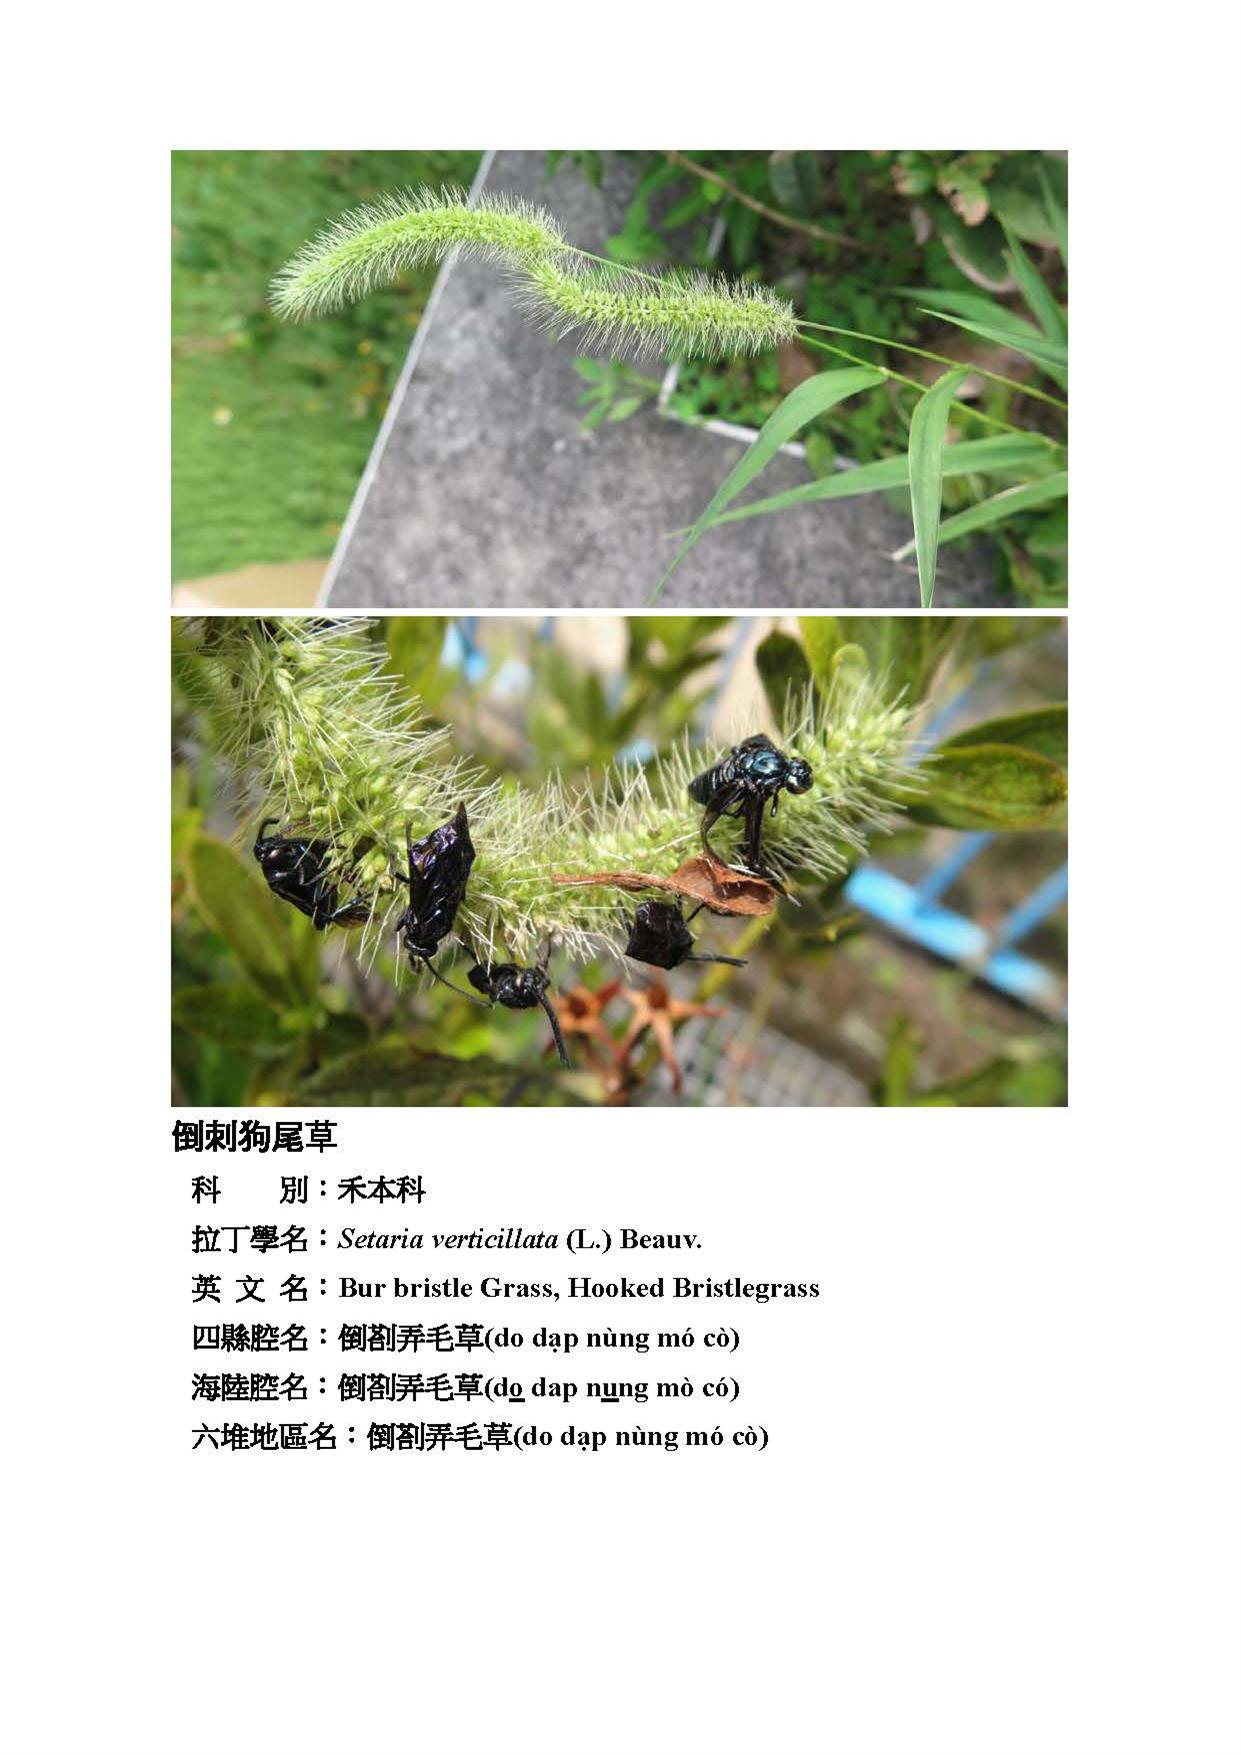 倒刺狗尾草
科　　別：禾本科
拉丁學名：Setaria verticillata (L.) Beauv.
英 文 名：Bur bristle Grass, Hooked Bristlegrass
四縣腔名：倒剳弄毛草(do dạp nùng mó cò)
海陸腔名：倒剳弄毛草(do dap nung mò có)
六堆地區名：倒剳弄毛草(do dạp nùng mó cò)